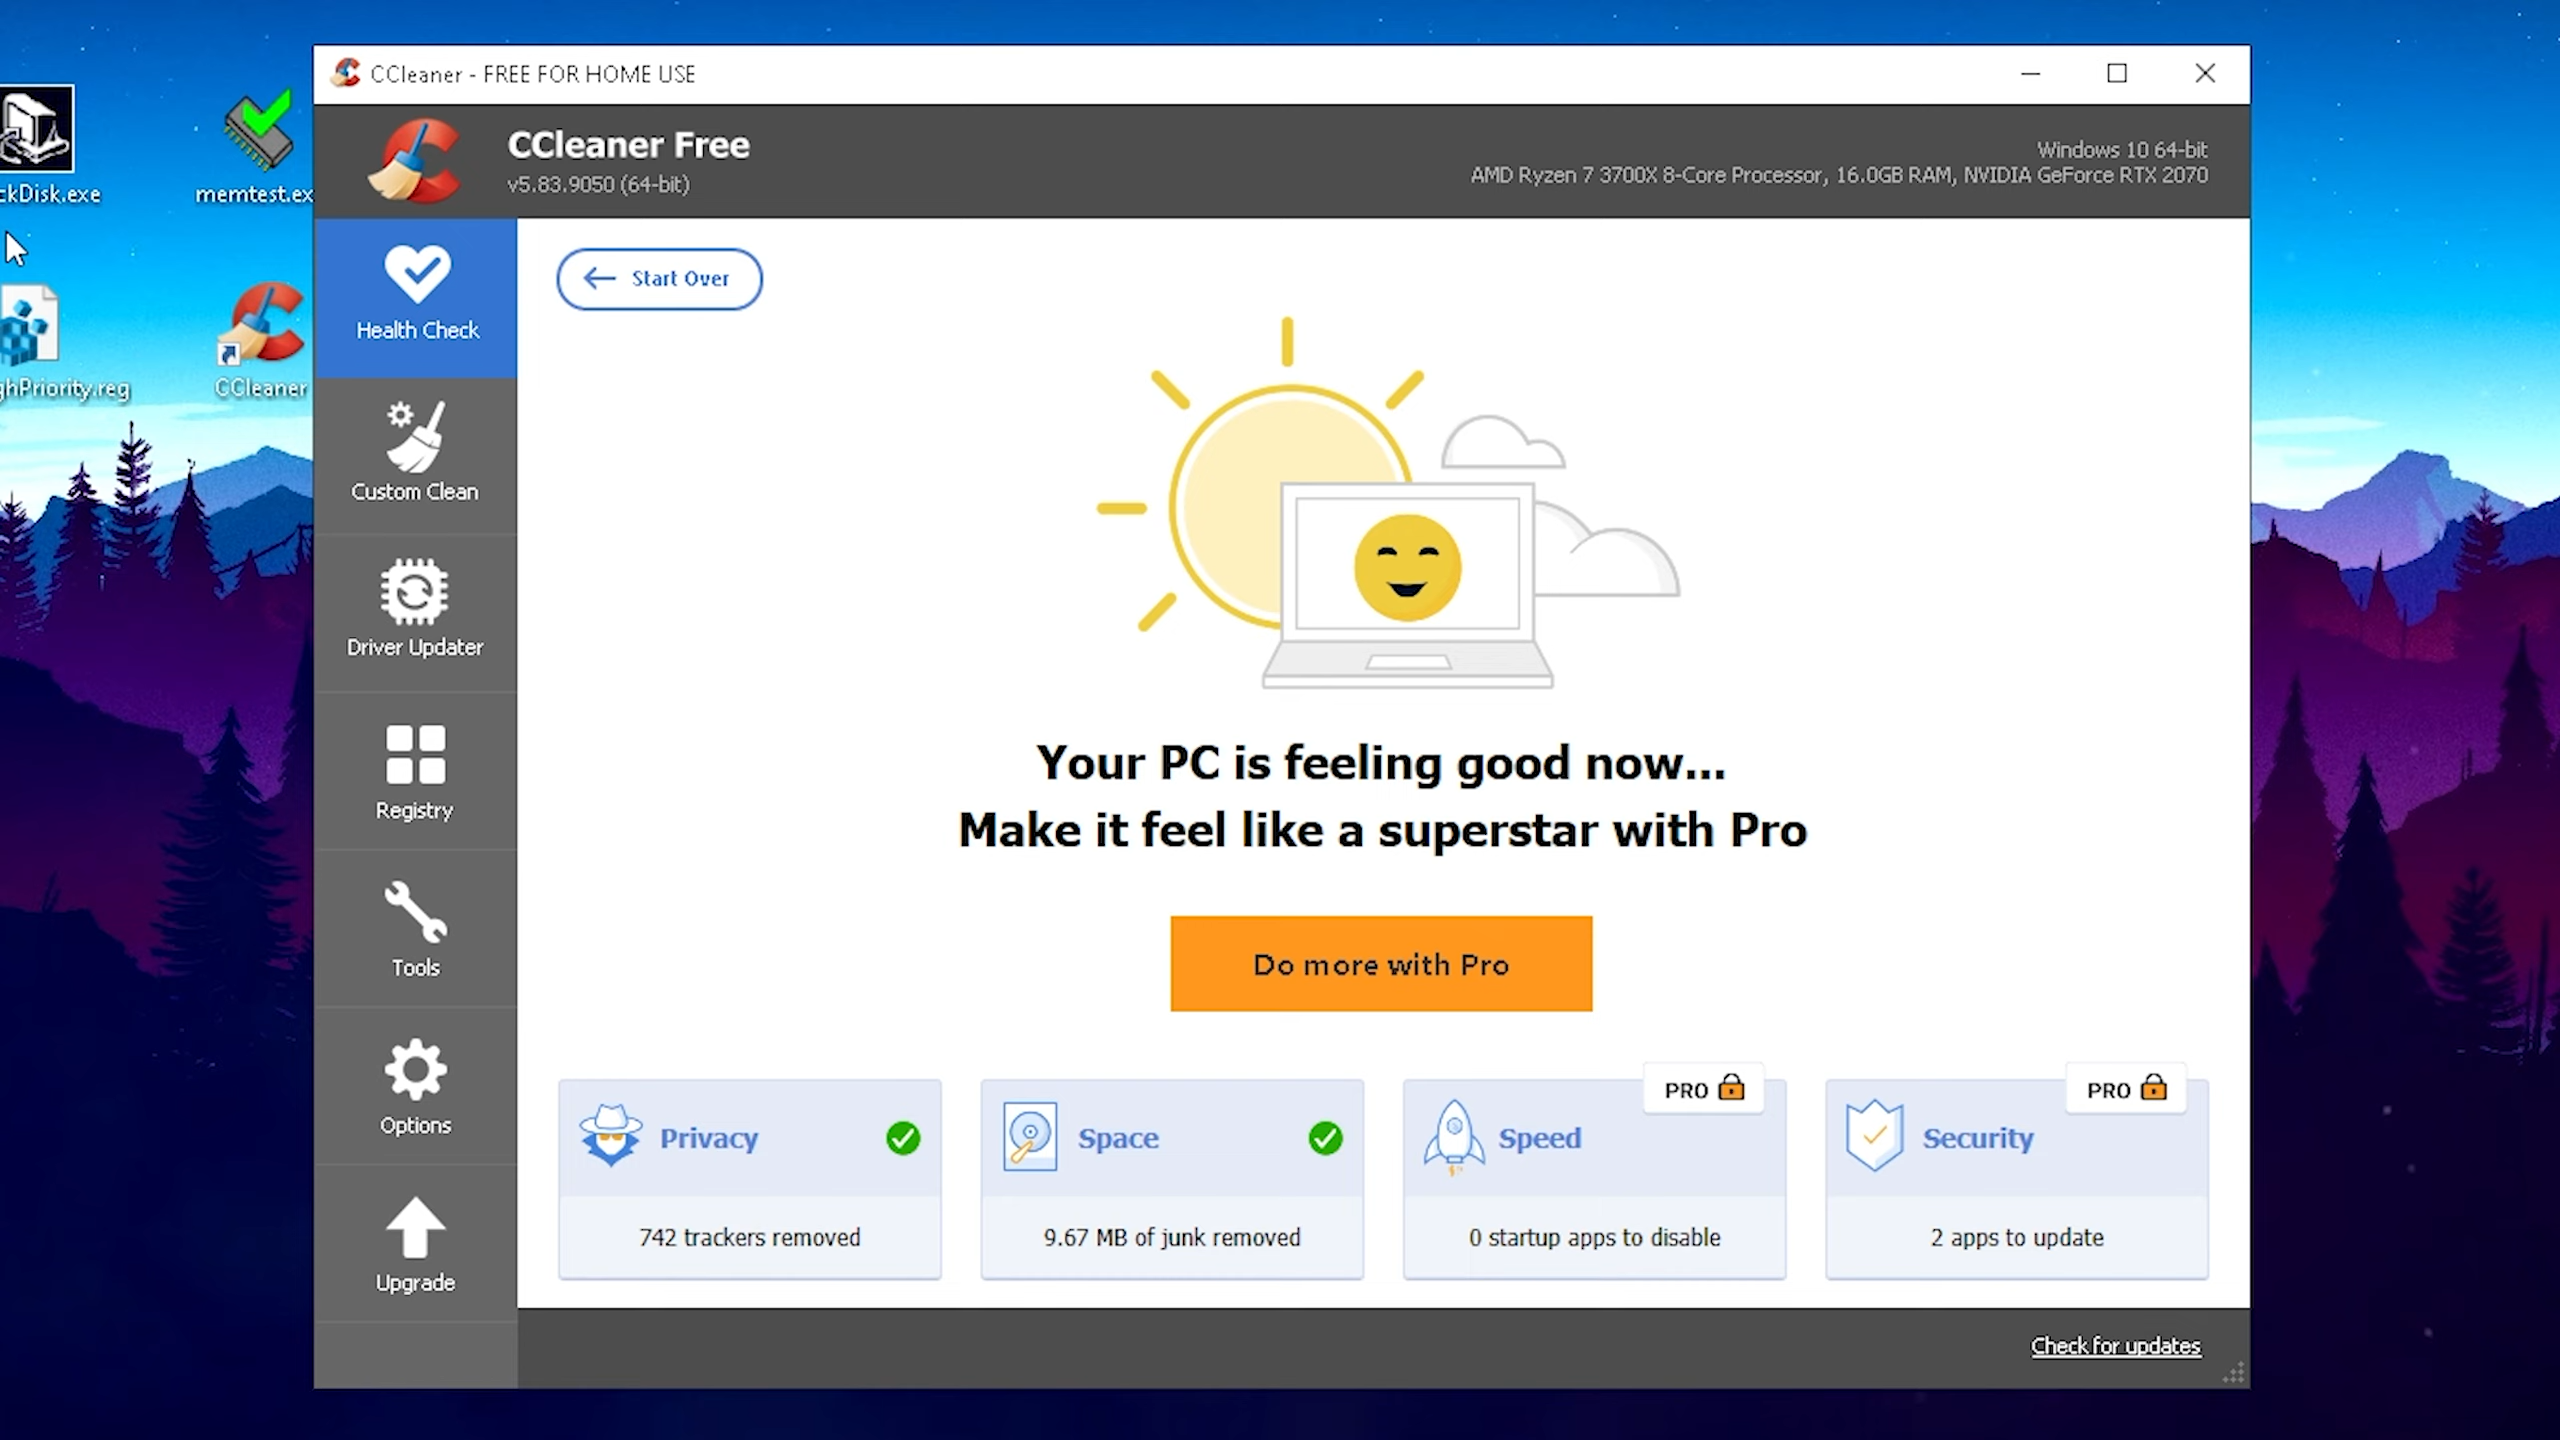 CCleaner - FREE FOR HOME USE
CCleaner Free
v5.83.9050 (64-bit)
Windows 10 64-bit
AMD Ryzen 7 3700X 8-Core Processor, 16.0GB RAM, NVIDIA GeForce RTX 2070
ckDisk.exe
memtest.ex
ghPriority.reg
CCleaner
Health Check
Custom Clean
Driver Updater
Registry
Tools
Options
Upgrade
Start Over
Your PC is feeling good now...
Make it feel like a superstar with Pro
Do more with Pro
Privacy
742 trackers removed
Space
9.67 MB of junk removed
PRO
Speed
0 startup apps to disable
PRO
Security
2 apps to update
Check for updates